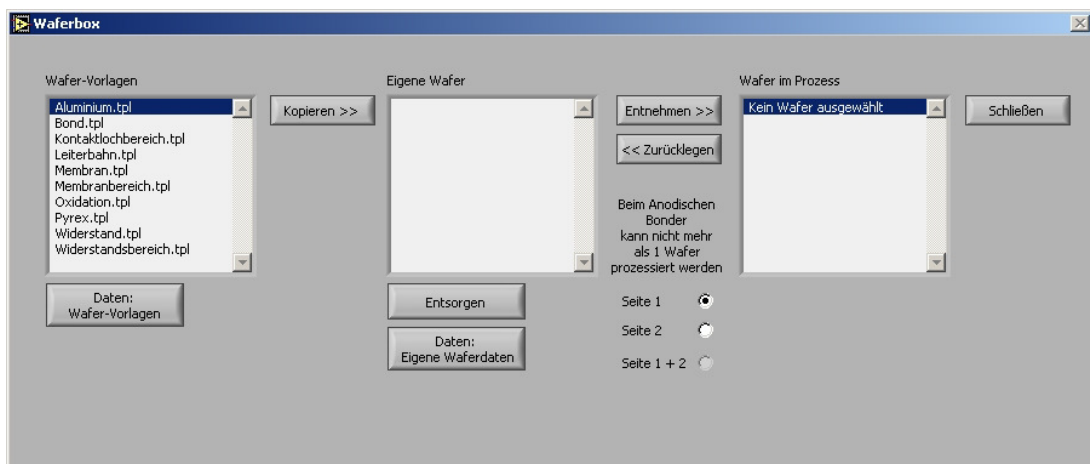 Waferbox
Wafer-Vorlagen
Aluminium.tpl
Bond.tpl
Kontaktlochbereich.tpl
Leiterbahn.tpl
Membran.tpl
Membranbereich.tpl
Oxidation.tpl
Pyrex.tpl
Widerstand.tpl
Widerstandsbereich.tpl
Daten:
Wafer-Vorlagen
Kopieren >>
Eigene Wafer
Entsorgen
Daten:
Eigene Waferdaten
Entnehmen >>
<< Zurücklegen
Beim Anodischen
Bonder
kann nicht mehr
als 1 Wafer
prozessiert werden
Seite 1
Seite 2
Seite 1 + 2
Wafer im Prozess
Kein Wafer ausgewählt
Schließen